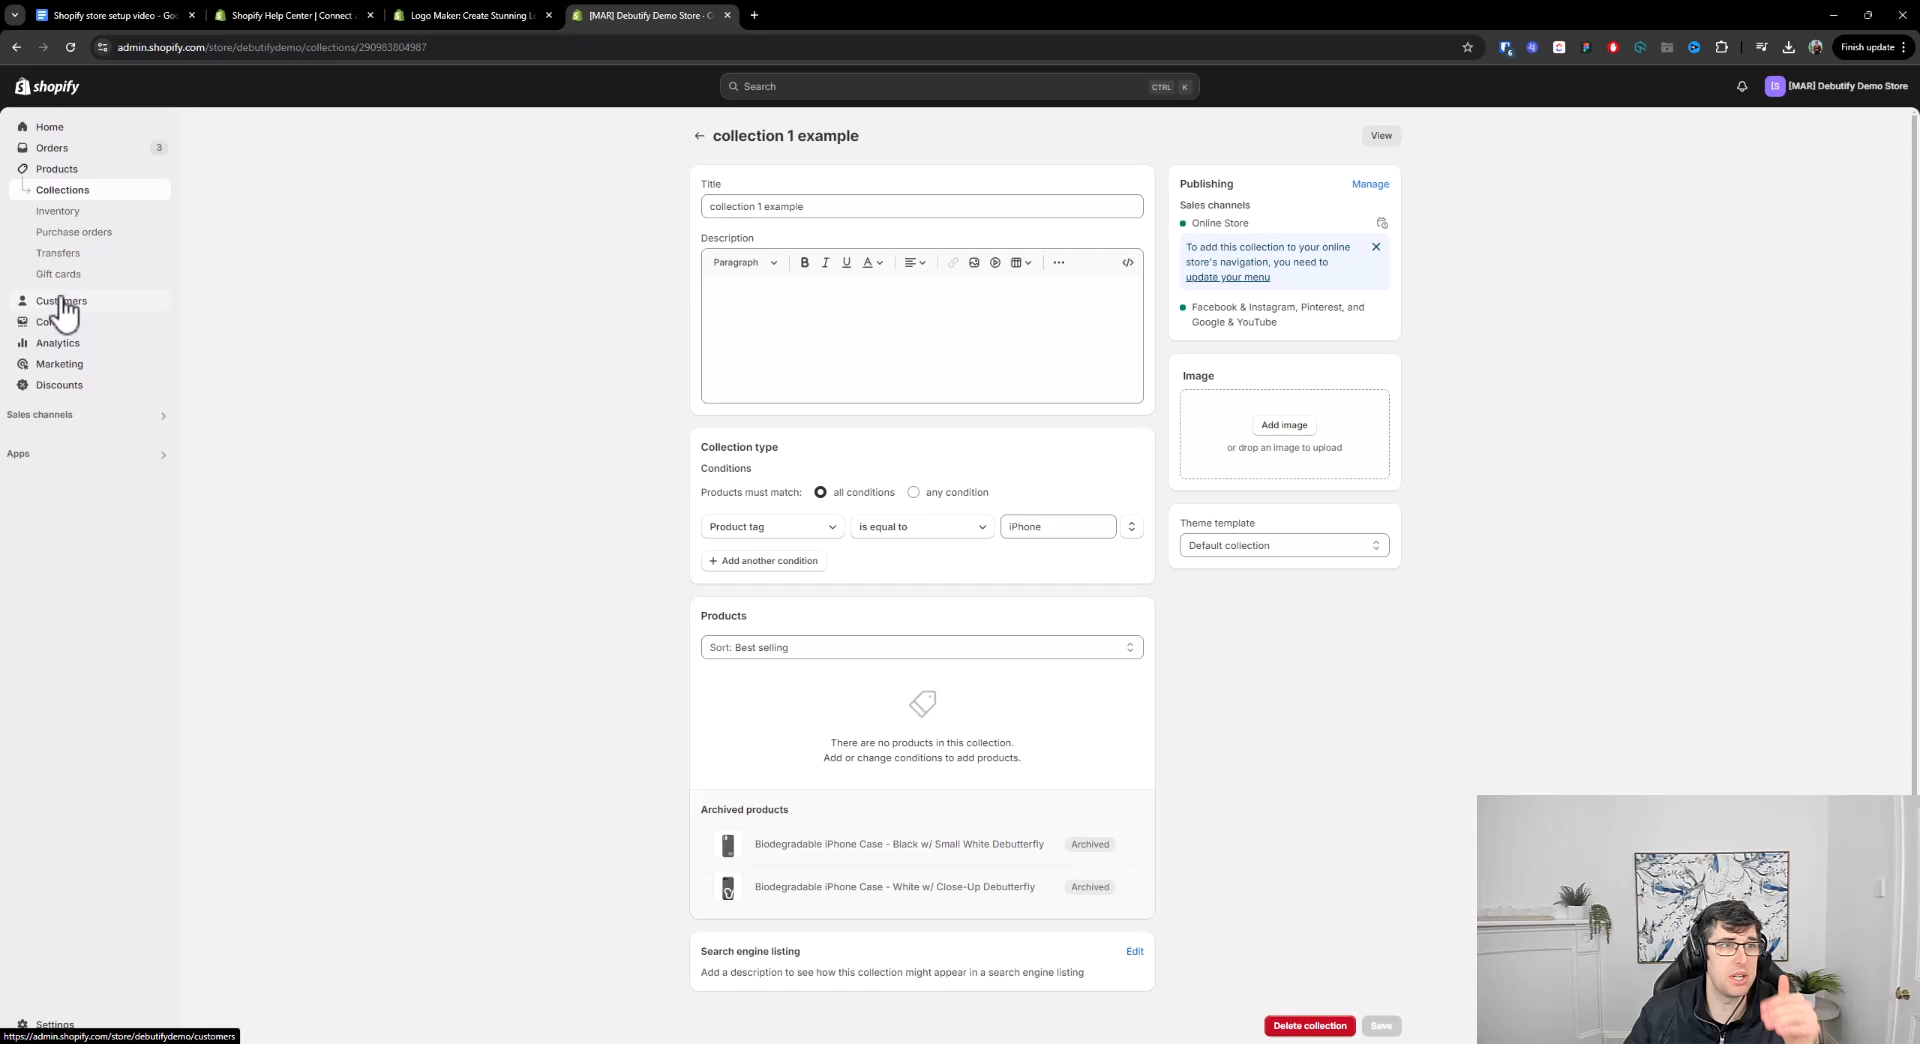 Shopify store setup video - Goo
Shopify Help Center | Connect a
Logo Maker: Create Stunning L
[MAR] Debutify Demo Store · C
admin.shopify.com/store/debutifydemo/collections/290983804987
6
Finish update
shopify
Search
CTRL K
[S
[MAR] Debutify Demo Store
Home
Orders
3
Products
Collections
Inventory
Purchase orders
Transfers
Gift cards
Customers
Co
Analytics
Marketing
Discounts
Sales channels
Apps
Settings
https://admin.shopify.com/store/debutifydemo/customers
collection 1 example
View
Title
collection 1 example
Description
Paragraph
B I U A
Collection type
Conditions
Products must match: all conditions any condition
Product tag
is equal to
iPhone
+ Add another condition
Products
Sort: Best selling
There are no products in this collection.
Add or change conditions to add products.
Archived products
Biodegradable iPhone Case - Black w/ Small White Debutterfly
Archived
Biodegradable iPhone Case - White w/ Close-Up Debutterfly
Archived
Search engine listing
Edit
Add a description to see how this collection might appear in a search engine listing
Publishing
Manage
Sales channels
Online Store
To add this collection to your online
store's navigation, you need to
update your menu
Facebook & Instagram, Pinterest, and
Google & YouTube
Image
Add image
or drop an image to upload
Theme template
Default collection
Delete collection
Save